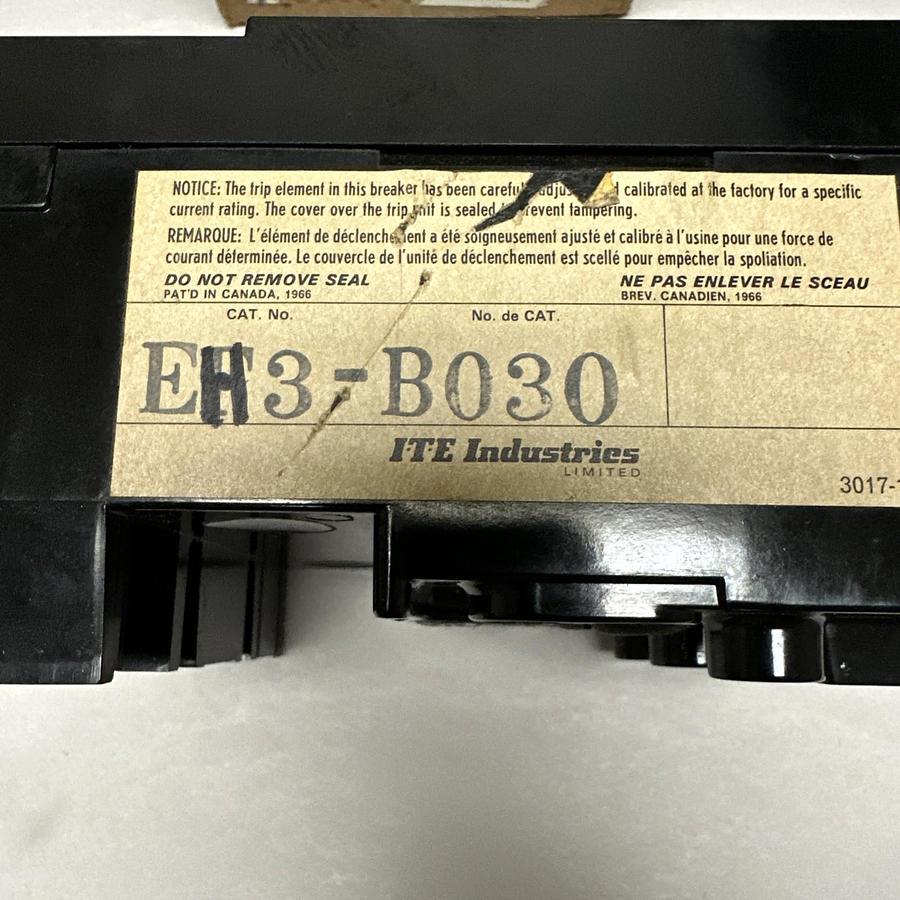 NOTICE: The trip element in this breaker has been carefu calibrated at the factory for a specific
current rating. The cover over the trip unit is sealed prevent tampering.
REMARQUE: L'élément de déclenchement a été soigneusement ajusté et calibré à l'usine pour une force de
courant déterminée. Le couvercle de l'unité de déclenchement est scellé pour empêcher la spoliation.
DO NOT REMOVE SEAL NE PAS ENLEVER LE SCEAU
PAT'D IN CANADA, 1966 BREV. CANADIEN, 1966
CAT. No. No. de CAT.
EH3-B030
I-T-E Industries
LIMITED
3017-1